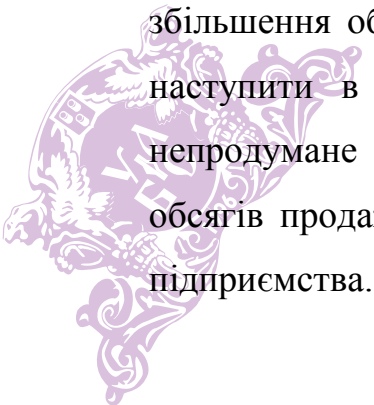 збільшення об
наступити в
непродумане
обсягів прода
підприємства.